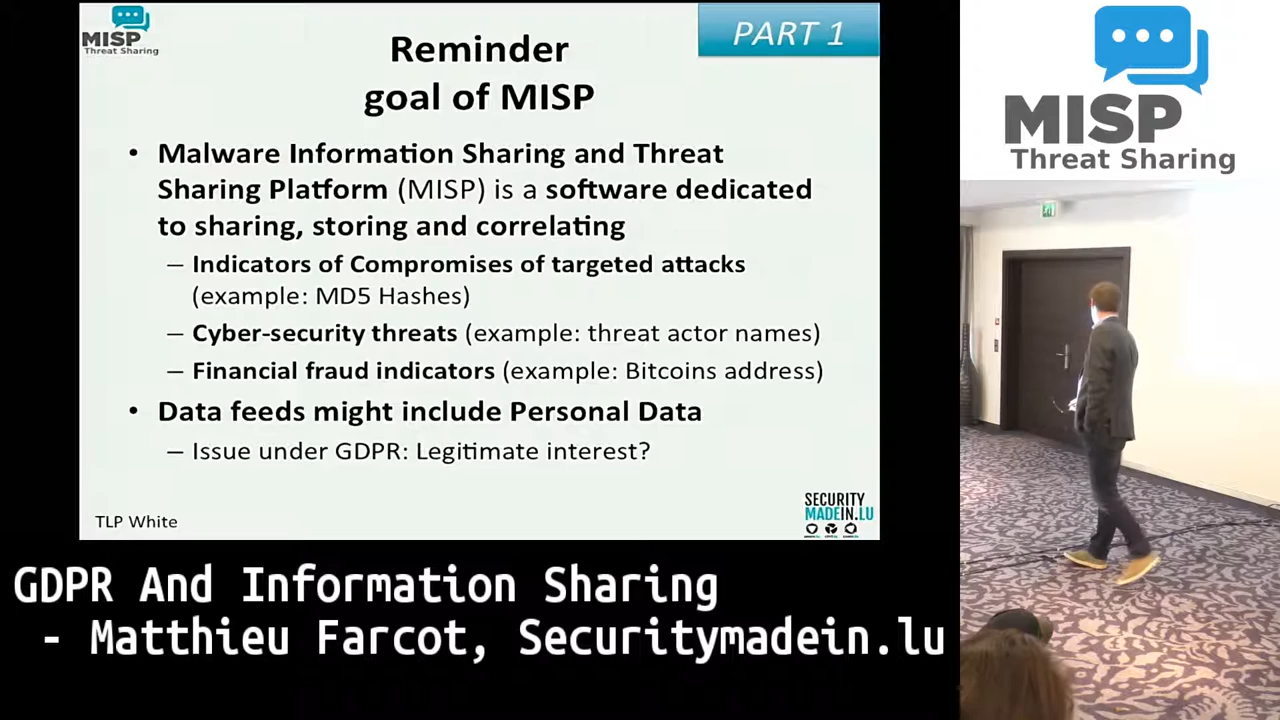 MISP
Threat Sharing
PART 1
Reminder
goal of MISP
• Malware Information Sharing and Threat
Sharing Platform (MISP) is a software dedicated
to sharing, storing and correlating
– Indicators of Compromises of targeted attacks
(example: MD5 Hashes)
– Cyber-security threats (example: threat actor names)
– Financial fraud indicators (example: Bitcoins address)
• Data feeds might include Personal Data
– Issue under GDPR: Legitimate interest?
TLP White
SECURITY
MADEIN.LU
MISP
Threat Sharing
GDPR And Information Sharing
- Matthieu Farcot, Securitymadein.lu